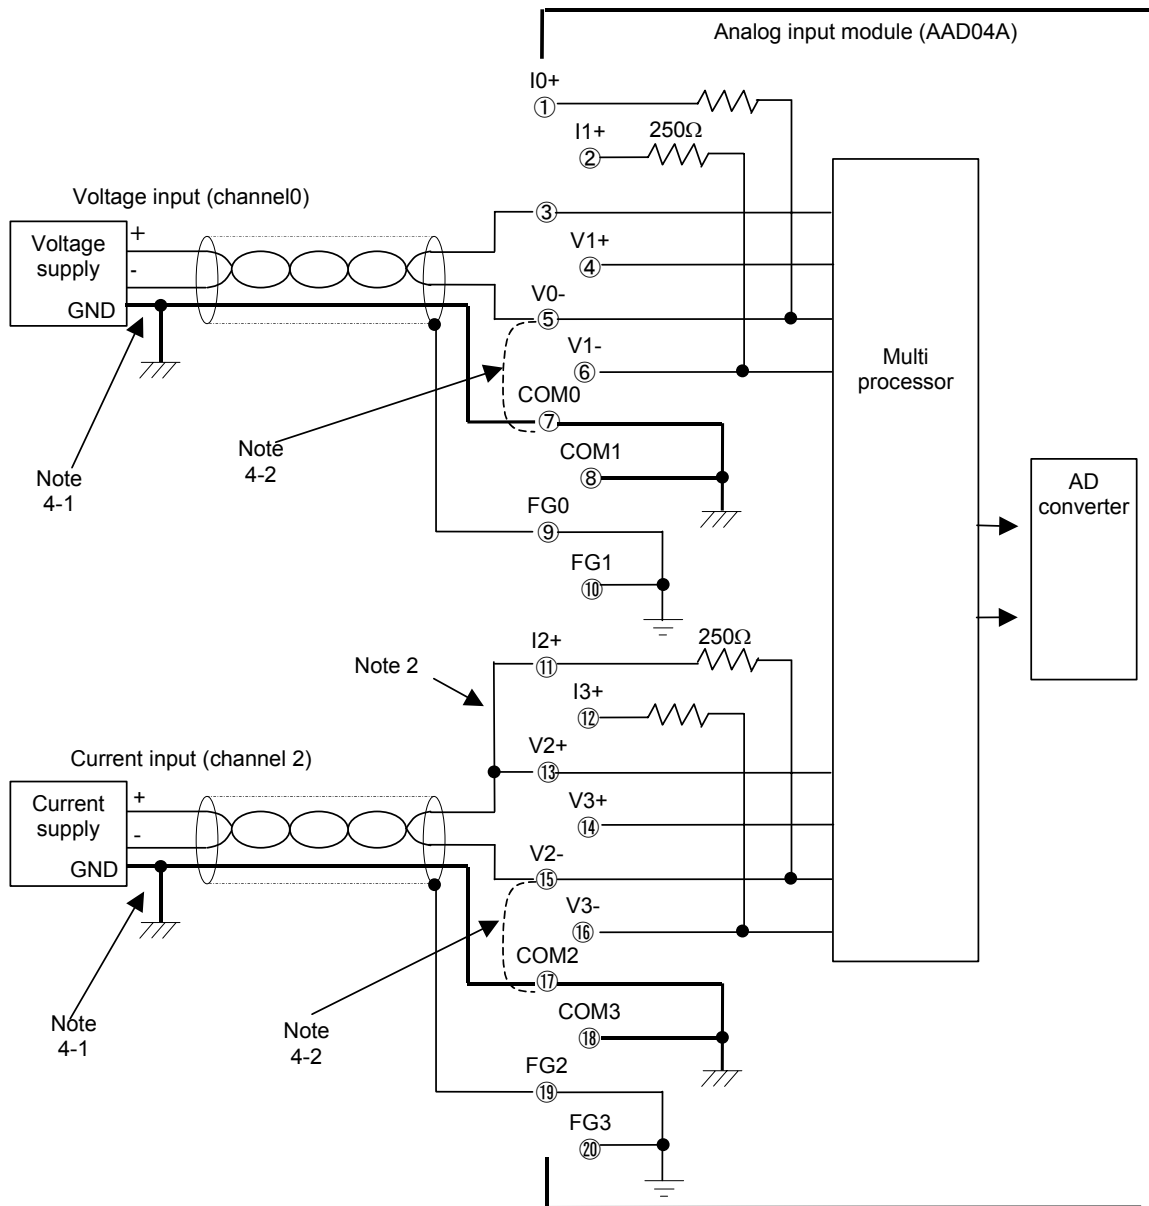 Analog input module (AAD04A)
I0+
①
I1+
250Ω
②
Voltage input (channel0)
Voltage
supply
+
-
GND
③
V1+
④
V0-
⑤
V1-
⑥
Multi
processor
COM0
⑦
Note
4-1
Note
4-2
COM1
⑧
AD
converter
FG0
⑨
FG1
⑩
I2+
250Ω
⑪
Note 2
I3+
⑫
Current input (channel 2)
V2+
⑬
Current
supply
+
-
GND
V3+
⑭
V2-
⑮
V3-
⑯
COM2
⑰
Note
4-1
Note
4-2
COM3
⑱
FG2
⑲
FG3
⑳